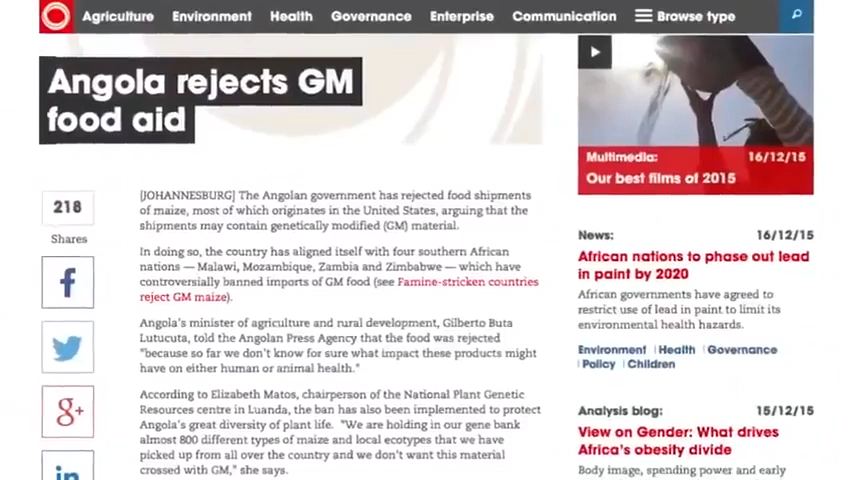 Agriculture Environment Health Governance Enterprise Communication Browse type
Angola rejects GM
food aid
218
Shares
[JOHANNESBURG] The Angolan government has rejected food shipments
of maize, most of which originates in the United States, arguing that the
shipments may contain genetically modified (GM) material.
In doing so, the country has aligned itself with four southern African
nations — Malawi, Mozambique, Zambia and Zimbabwe — which have
controversially banned imports of GM food (see Famine-stricken countries
reject GM maize).
Angola's minister of agriculture and rural development, Gilberto Buta
Lutucuta, told the Angolan Press Agency that the food was rejected
"because so far we don't know for sure what impact these products might
have on either human or animal health."
According to Elizabeth Matos, chairperson of the National Plant Genetic
Resources centre in Luanda, the ban has also been implemented to protect
Angola's great diversity of plant life. "We are holding in our gene bank
almost 800 different types of maize and local ecotypes that we have
picked up from all over the country and we don't want this material
crossed with GM," she says.
f
g+
in
Multimedia: 16/12/15
Our best films of 2015
News: 16/12/15
African nations to phase out lead
in paint by 2020
African governments have agreed to
restrict use of lead in paint to limit its
environmental health hazards.
Environment | Health | Governance
| Policy | Children
Analysis blog: 15/12/15
View on Gender: What drives
Africa's obesity divide
Body image, spending power and early